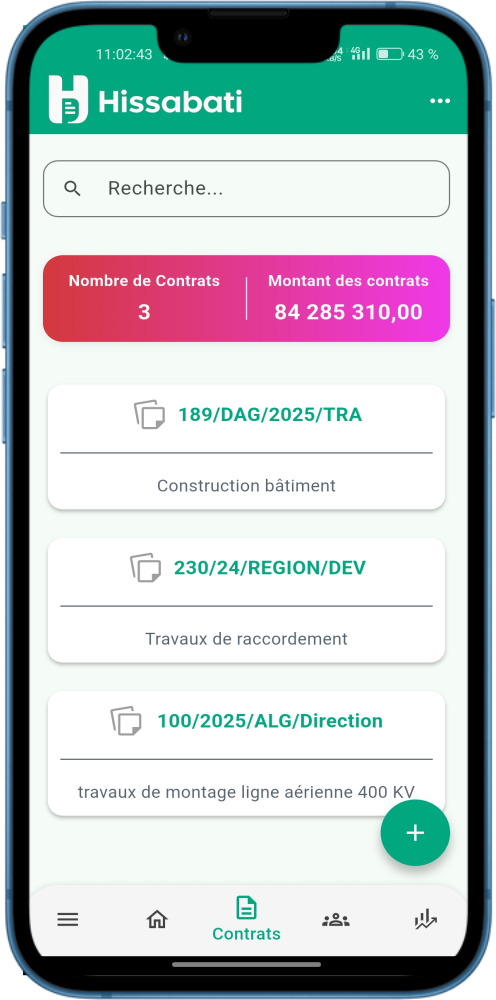 11:02:43 4G 43 %
Hissabati
Recherche...
Nombre de Contrats
3
Montant des contrats
84 285 310,00
189/DAG/2025/TRA
Construction bâtiment
230/24/REGION/DEV
Travaux de raccordement
100/2025/ALG/Direction
travaux de montage ligne aérienne 400 KV
Contrats